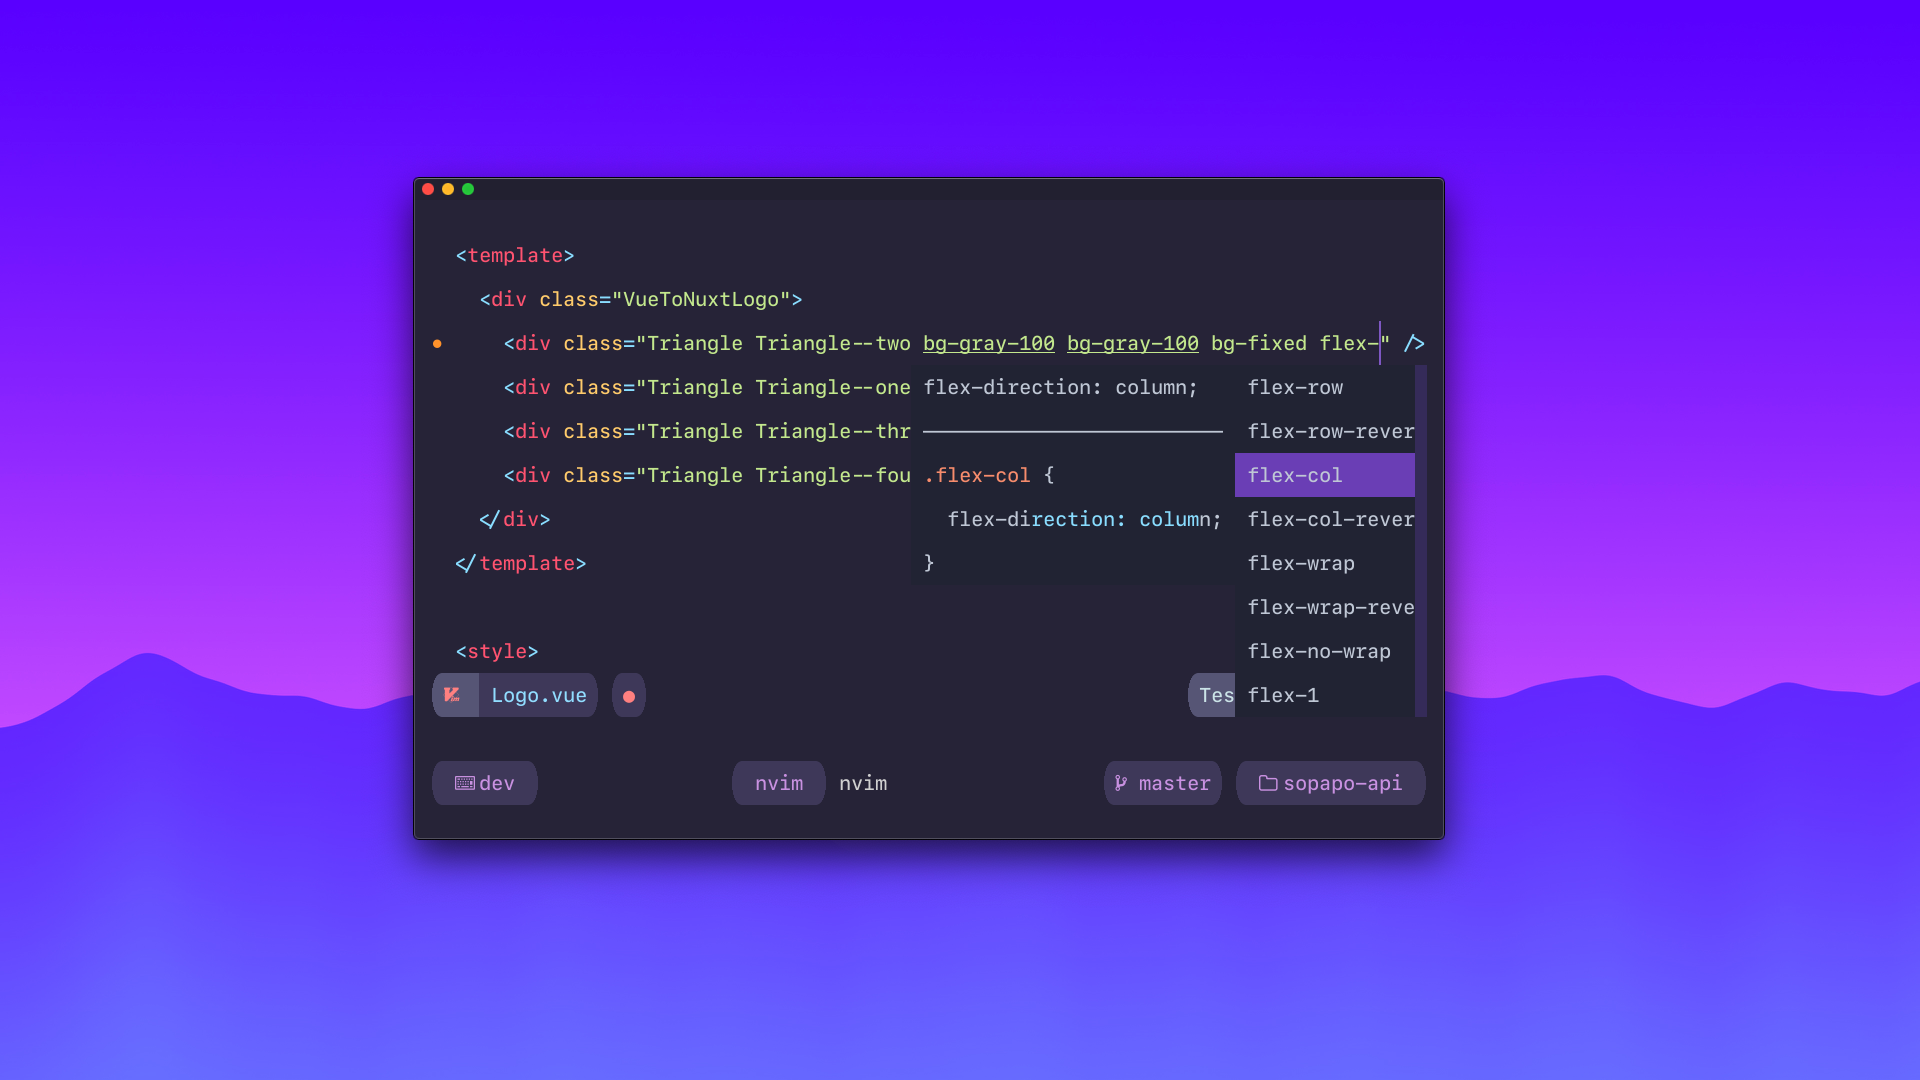 <template>
<div class="VueToNuxtLogo">
<div class="Triangle Triangle--two bg-gray-100 bg-gray-100 bg-fixed flex-" />
<div class="Triangle Triangle--one
<div class="Triangle Triangle--thr
<div class="Triangle Triangle--fou
</div>
</template>
<style>
flex-direction: column;
.flex-col {
flex-direction: column;
}
flex-row
flex-row-rever
flex-col
flex-col-rever
flex-wrap
flex-wrap-reve
flex-no-wrap
flex-1
Logo.vue
Tes
dev
nvim nvim
master
sopapo-api